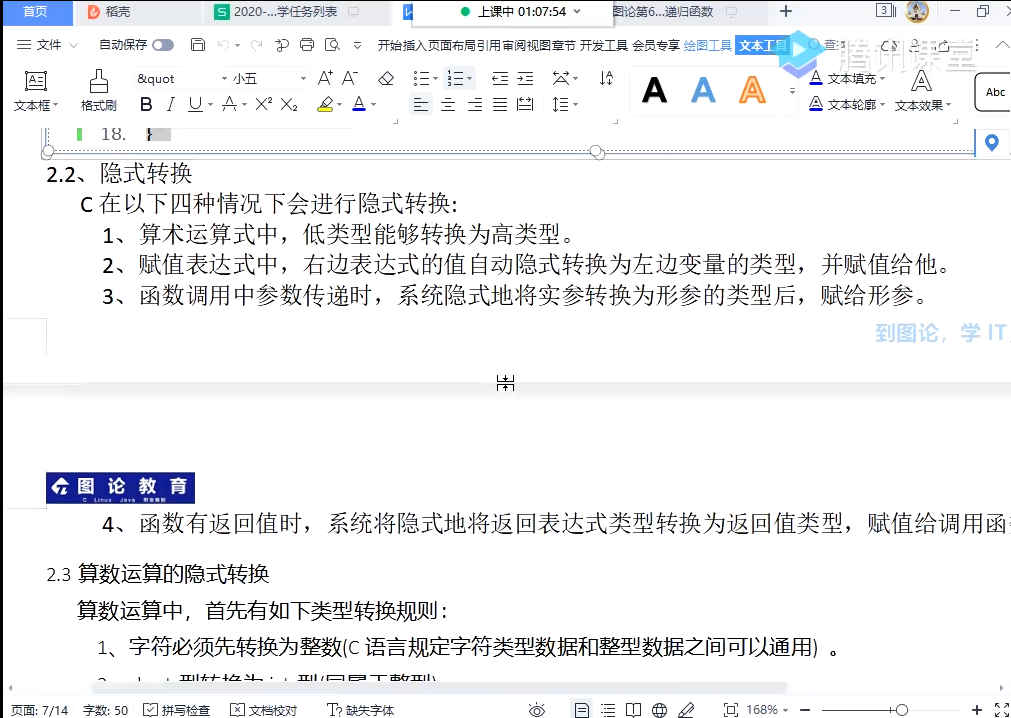 首页 稻壳 2020-...学任务列表 上课中 01:07:54 图论第6...递归函数
文件 自动保存 开始 插入 页面布局 引用 审阅 视图 章节 开发工具 会员专享 绘图工具 文本工具 查
腾讯课堂
&quot 小五 A+ A- 文本填充 Abc
文本框 格式刷 B I U A X² X₂ A A A A 文本轮廓 文本效果
18. }
2.2、隐式转换
C 在以下四种情况下会进行隐式转换:
1、算术运算式中，低类型能够转换为高类型。
2、赋值表达式中，右边表达式的值自动隐式转换为左边变量的类型，并赋值给他。
3、函数调用中参数传递时，系统隐式地将实参转换为形参的类型后，赋给形参。
到图论，学 IT
图论教育
C Linux Java
4、函数有返回值时，系统将隐式地将返回表达式类型转换为返回值类型，赋值给调用函
2.3 算数运算的隐式转换
算数运算中，首先有如下类型转换规则：
1、字符必须先转换为整数(C 语言规定字符类型数据和整型数据之间可以通用) 。
页面: 7/14 字数: 50 拼写检查 文档校对 缺失字体 168%